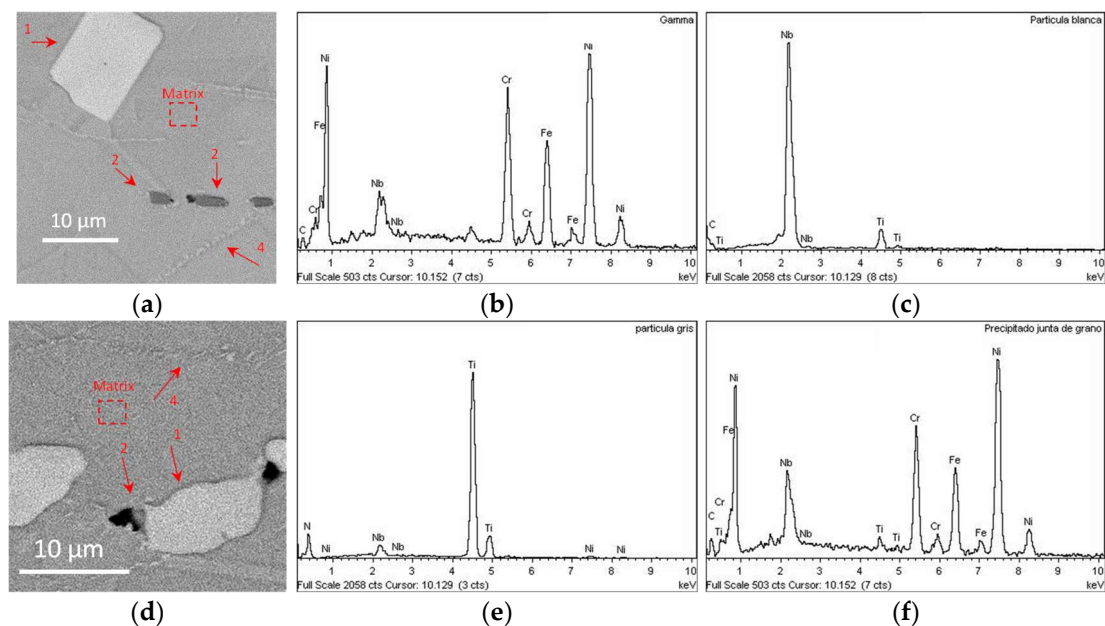 1
Matrix
2
2
10 µm
4
(a)
Gamma
Ni
Ni
Cr
Fe
Fe
Nb
Cr
Nb
Cr
Fe
Ni
C
1 2 3 4 5 6 7 8 9 10
Full Scale 503 cts Cursor: 10.152 (7 cts) keV
(b)
Particula blanca
Nb
Ti
C
Ti
Nb
Ti
1 2 3 4 5 6 7 8 9 10
Full Scale 2058 cts Cursor: 10.129 (8 cts) keV
(c)
Matrix
4
2
1
10 µm
(d)
particula gris
Ti
N
Ti
Nb
Ni
Nb
Ni
Ni
1 2 3 4 5 6 7 8 9 10
Full Scale 2058 cts Cursor: 10.129 (3 cts) keV
(e)
Precipitado junta de grano
Ni
Ni
Cr
Fe
Fe
Nb
Cr
C
Ti
Nb
Ti
Ti
Cr
Fe
Ni
1 2 3 4 5 6 7 8 9 10
Full Scale 503 cts Cursor: 10.152 (7 cts) keV
(f)